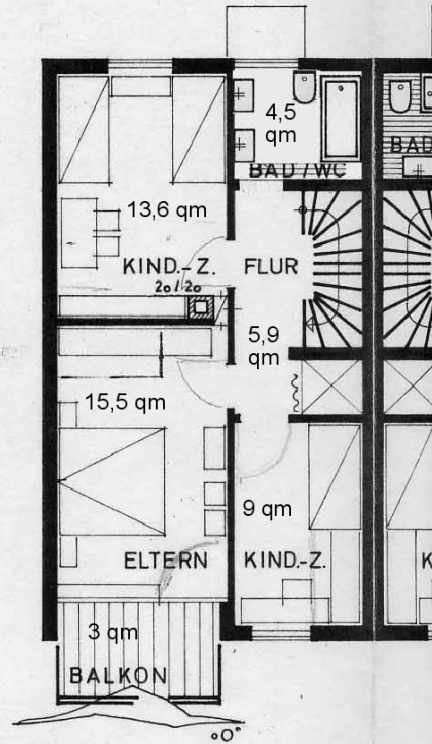 4,5
qm
BAD/WC
BAD
13,6 qm
KIND.-Z.
FLUR
20/20
5,9
qm
15,5 qm
9 qm
ELTERN
KIND.-Z.
K
3 qm
BALKON